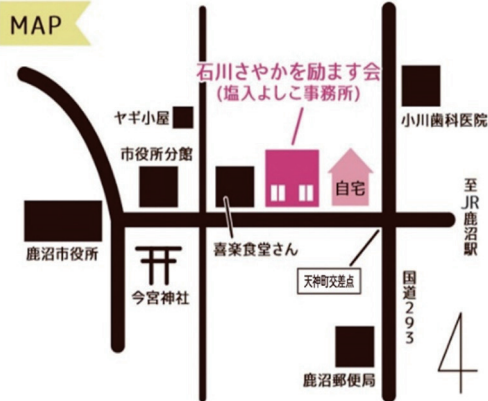 MAP
石川さやかを励ます会
(塩入よしこ事務所)
小川歯科医院
ヤギ小屋
市役所分館
自宅
至JR鹿沼駅
鹿沼市役所
喜楽食堂さん
今宮神社
天神町交差点
国道293
鹿沼郵便局